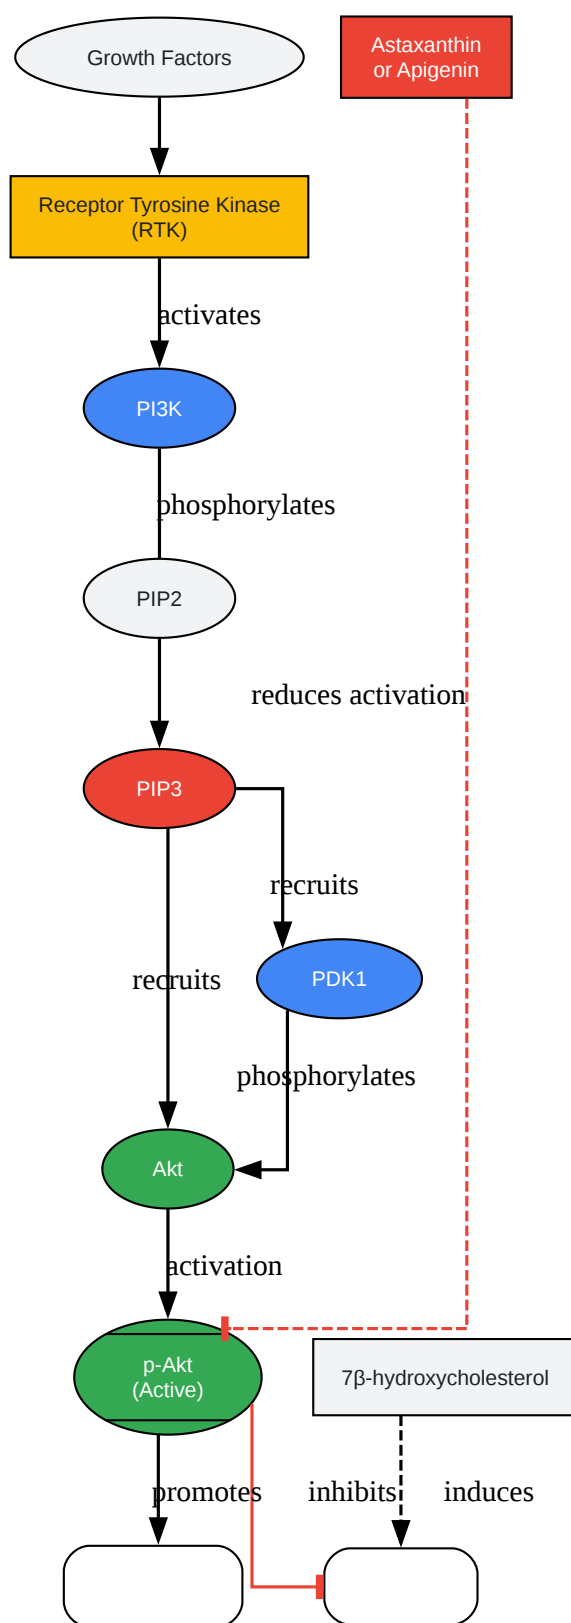 Growth Factors
Astaxanthin
or Apigenin
Receptor Tyrosine Kinase
(RTK)
activates
PI3K
phosphorylates
PIP2
reduces activation
PIP3
recruits
recruits
PDK1
phosphorylates
Akt
activation
p-Akt
(Active)
7β-hydroxycholesterol
promotes
inhibits
induces